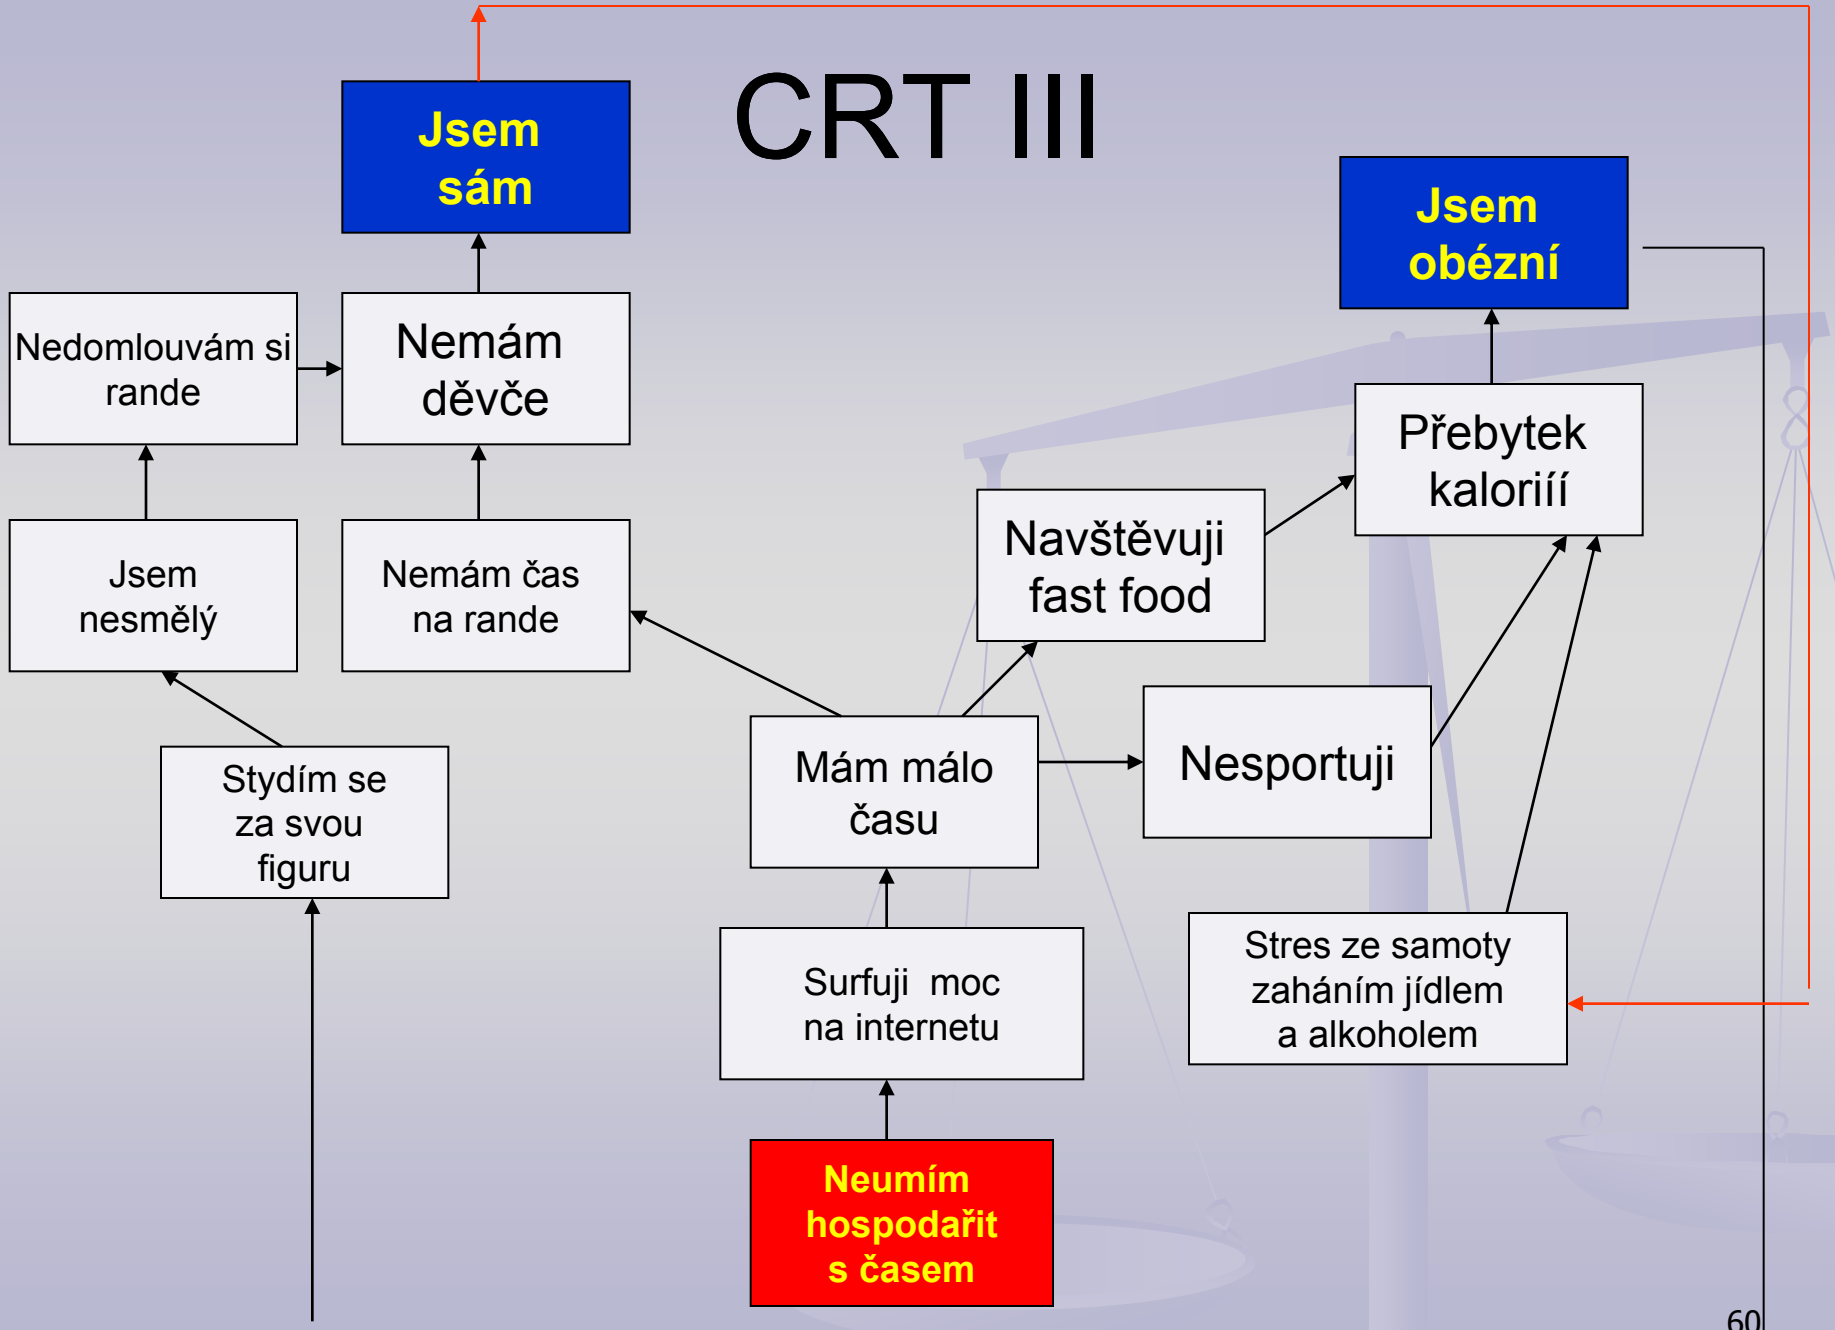 CRT III
Jsem
sám
Jsem
obézní
Nedomlouvám si
rande
Nemám
děvče
Přebytek
kaloriíí
Navštěvuji
fast food
Jsem
nesmělý
Nemám čas
na rande
Stydím se
za svou
figuru
Mám málo
času
Nesportuji
Surfuji  moc
na internetu
Stres ze samoty
zaháním jídlem
a alkoholem
Neumím
hospodařit
s časem
60